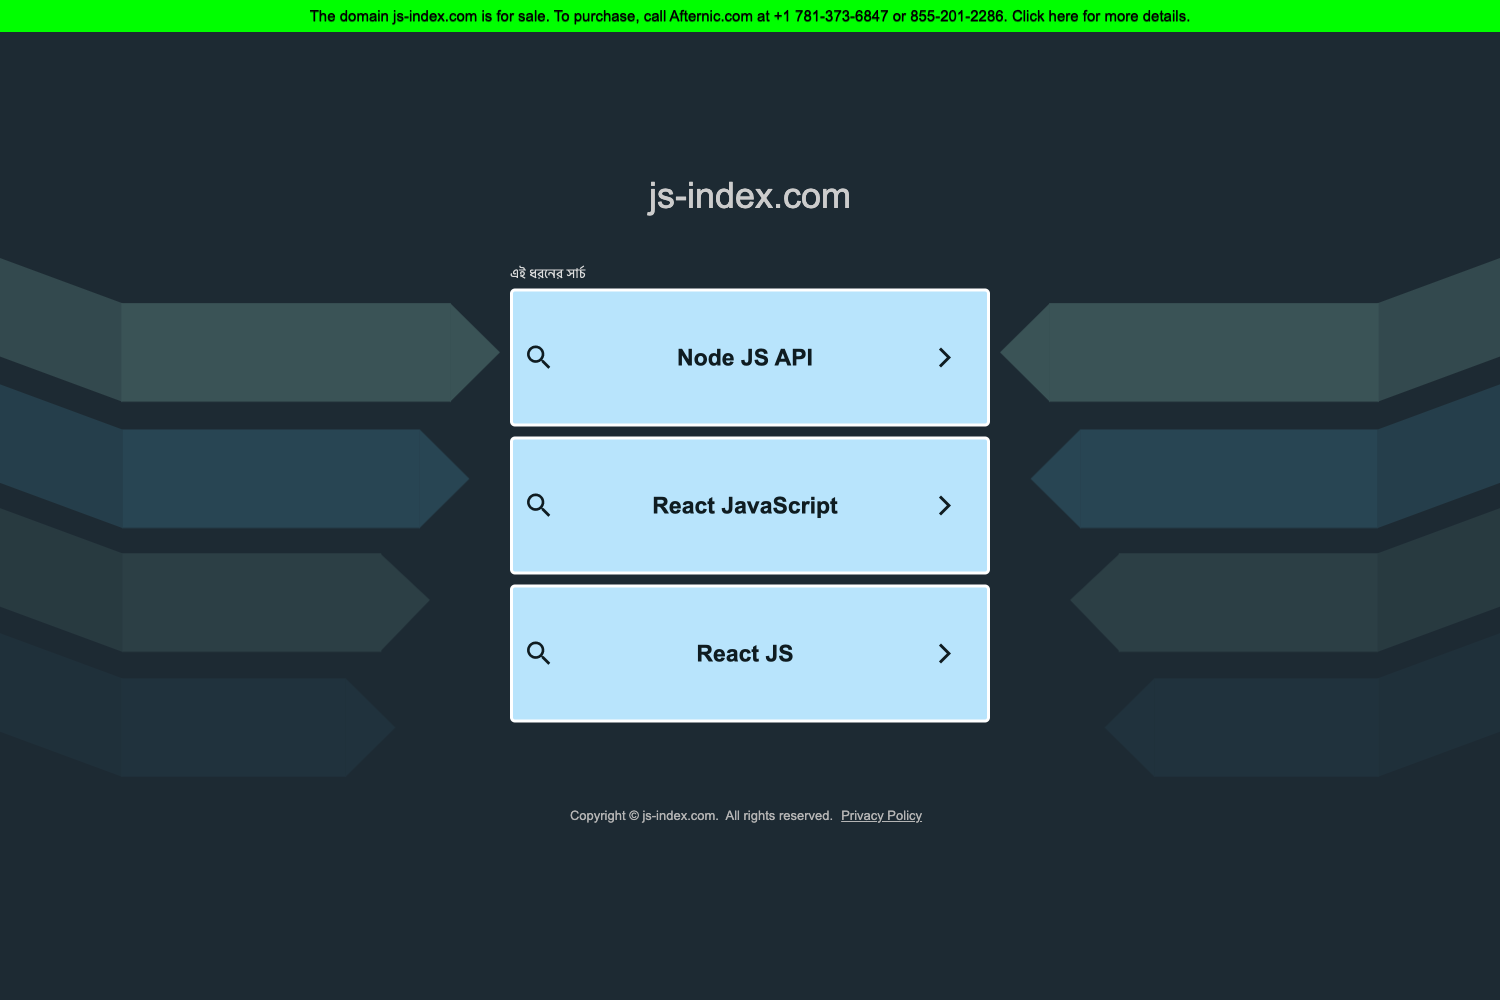 The domain js-index.com is for sale. To purchase, call Afternic.com at +1 781-373-6847 or 855-201-2286. Click here for more details.
js-index.com
এই ধরনের সার্চ
Node JS API
React JavaScript
React JS
Copyright © js-index.com.  All rights reserved.  Privacy Policy